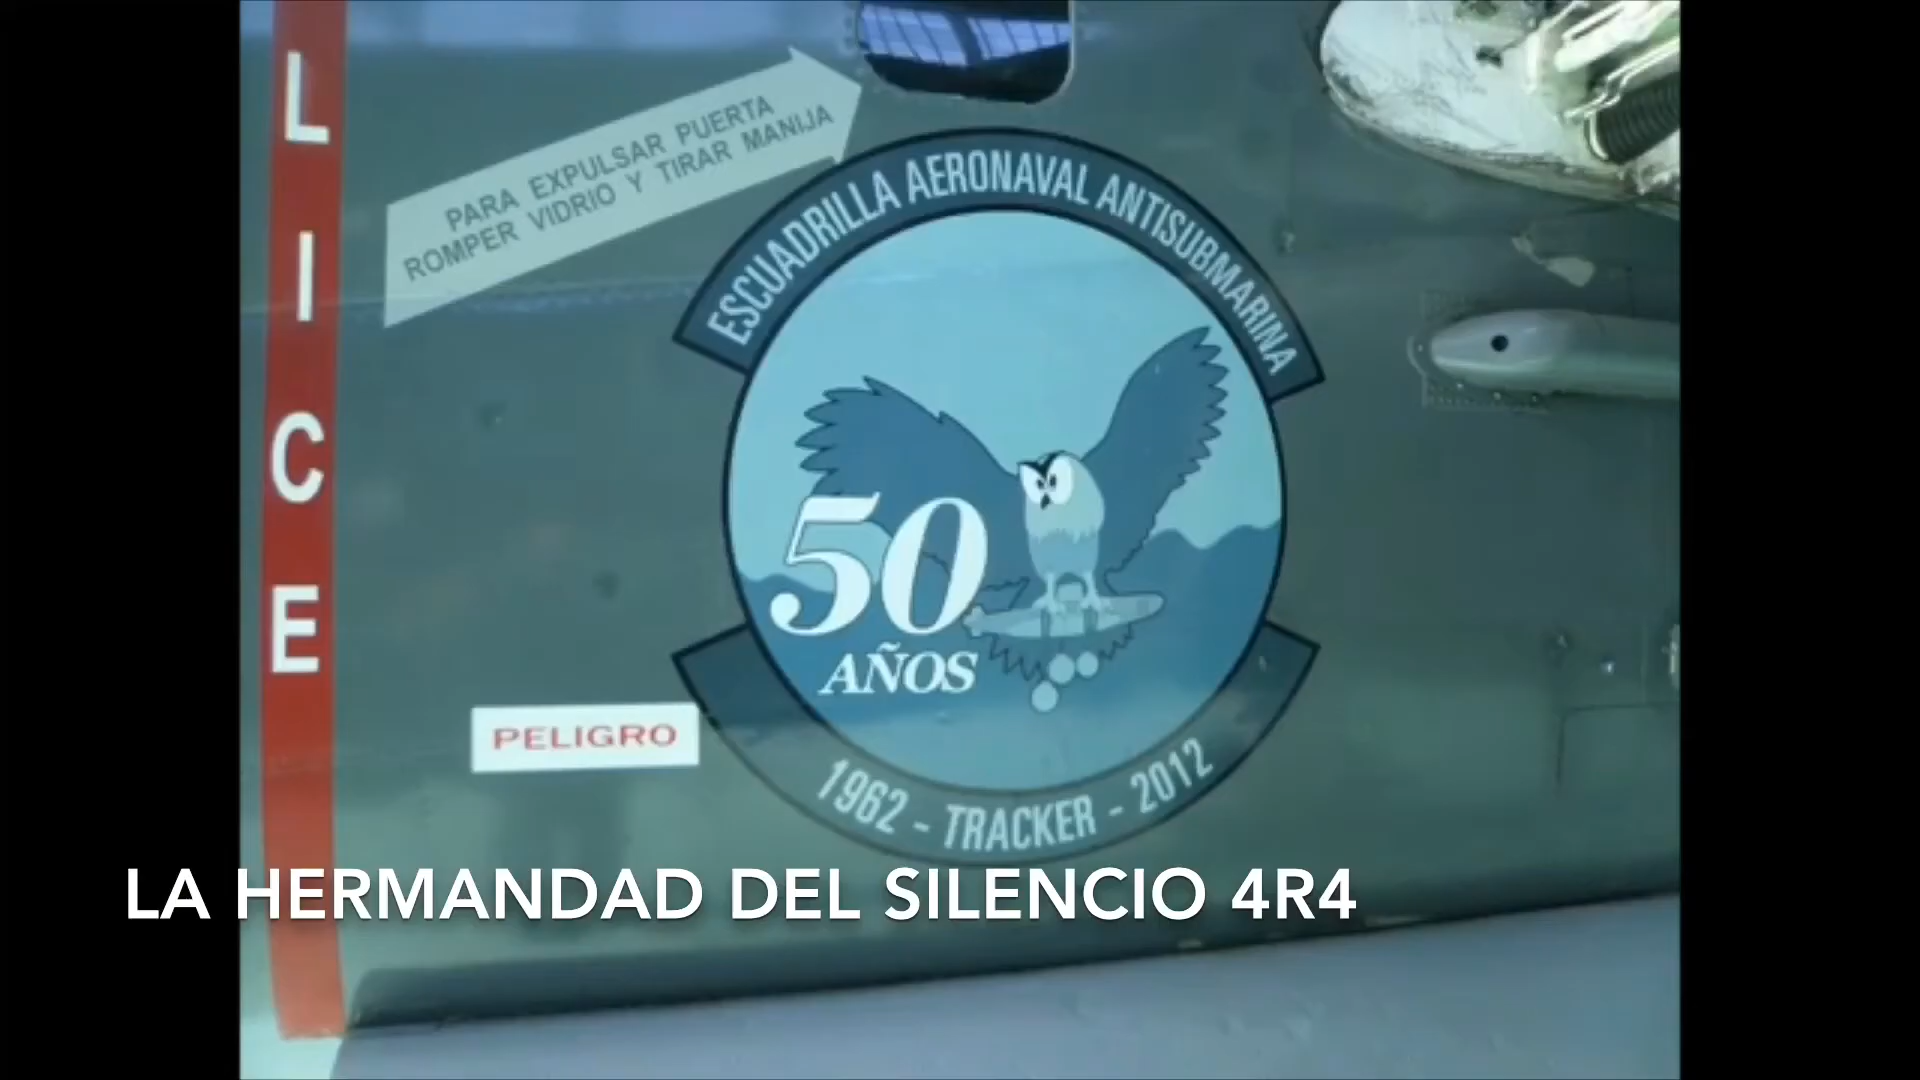 LICE
PARA EXPULSAR PUERTA
ROMPER VIDRIO Y TIRAR MANIJA
ESCUADRILLA AERONAVAL ANTISUBMARINA
50
AÑOS
PELIGRO
1962 - TRACKER - 2012
LA HERMANDAD DEL SILENCIO 4R4